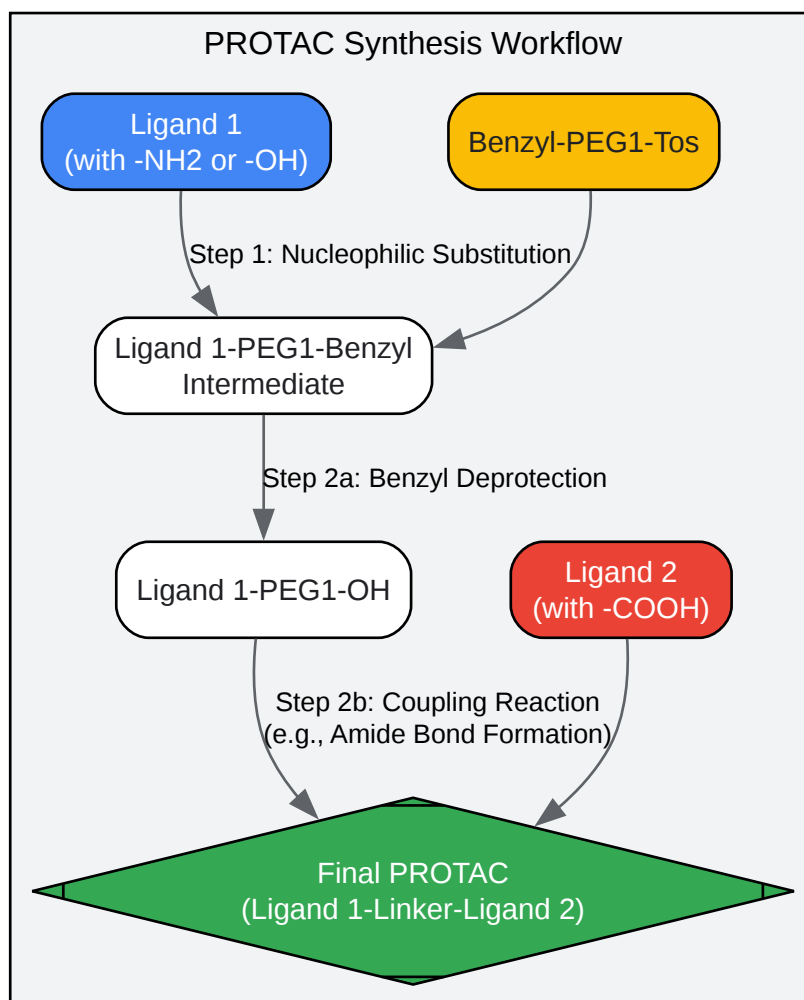 PROTAC Synthesis Workflow
Ligand 1
(with -NH2 or -OH)
Benzyl-PEG1-Tos
Step 1: Nucleophilic Substitution
Ligand 1-PEG1-Benzyl
Intermediate
Step 2a: Benzyl Deprotection
Ligand 1-PEG1-OH
Ligand 2
(with -COOH)
Step 2b: Coupling Reaction
(e.g., Amide Bond Formation)
Final PROTAC
(Ligand 1-Linker-Ligand 2)